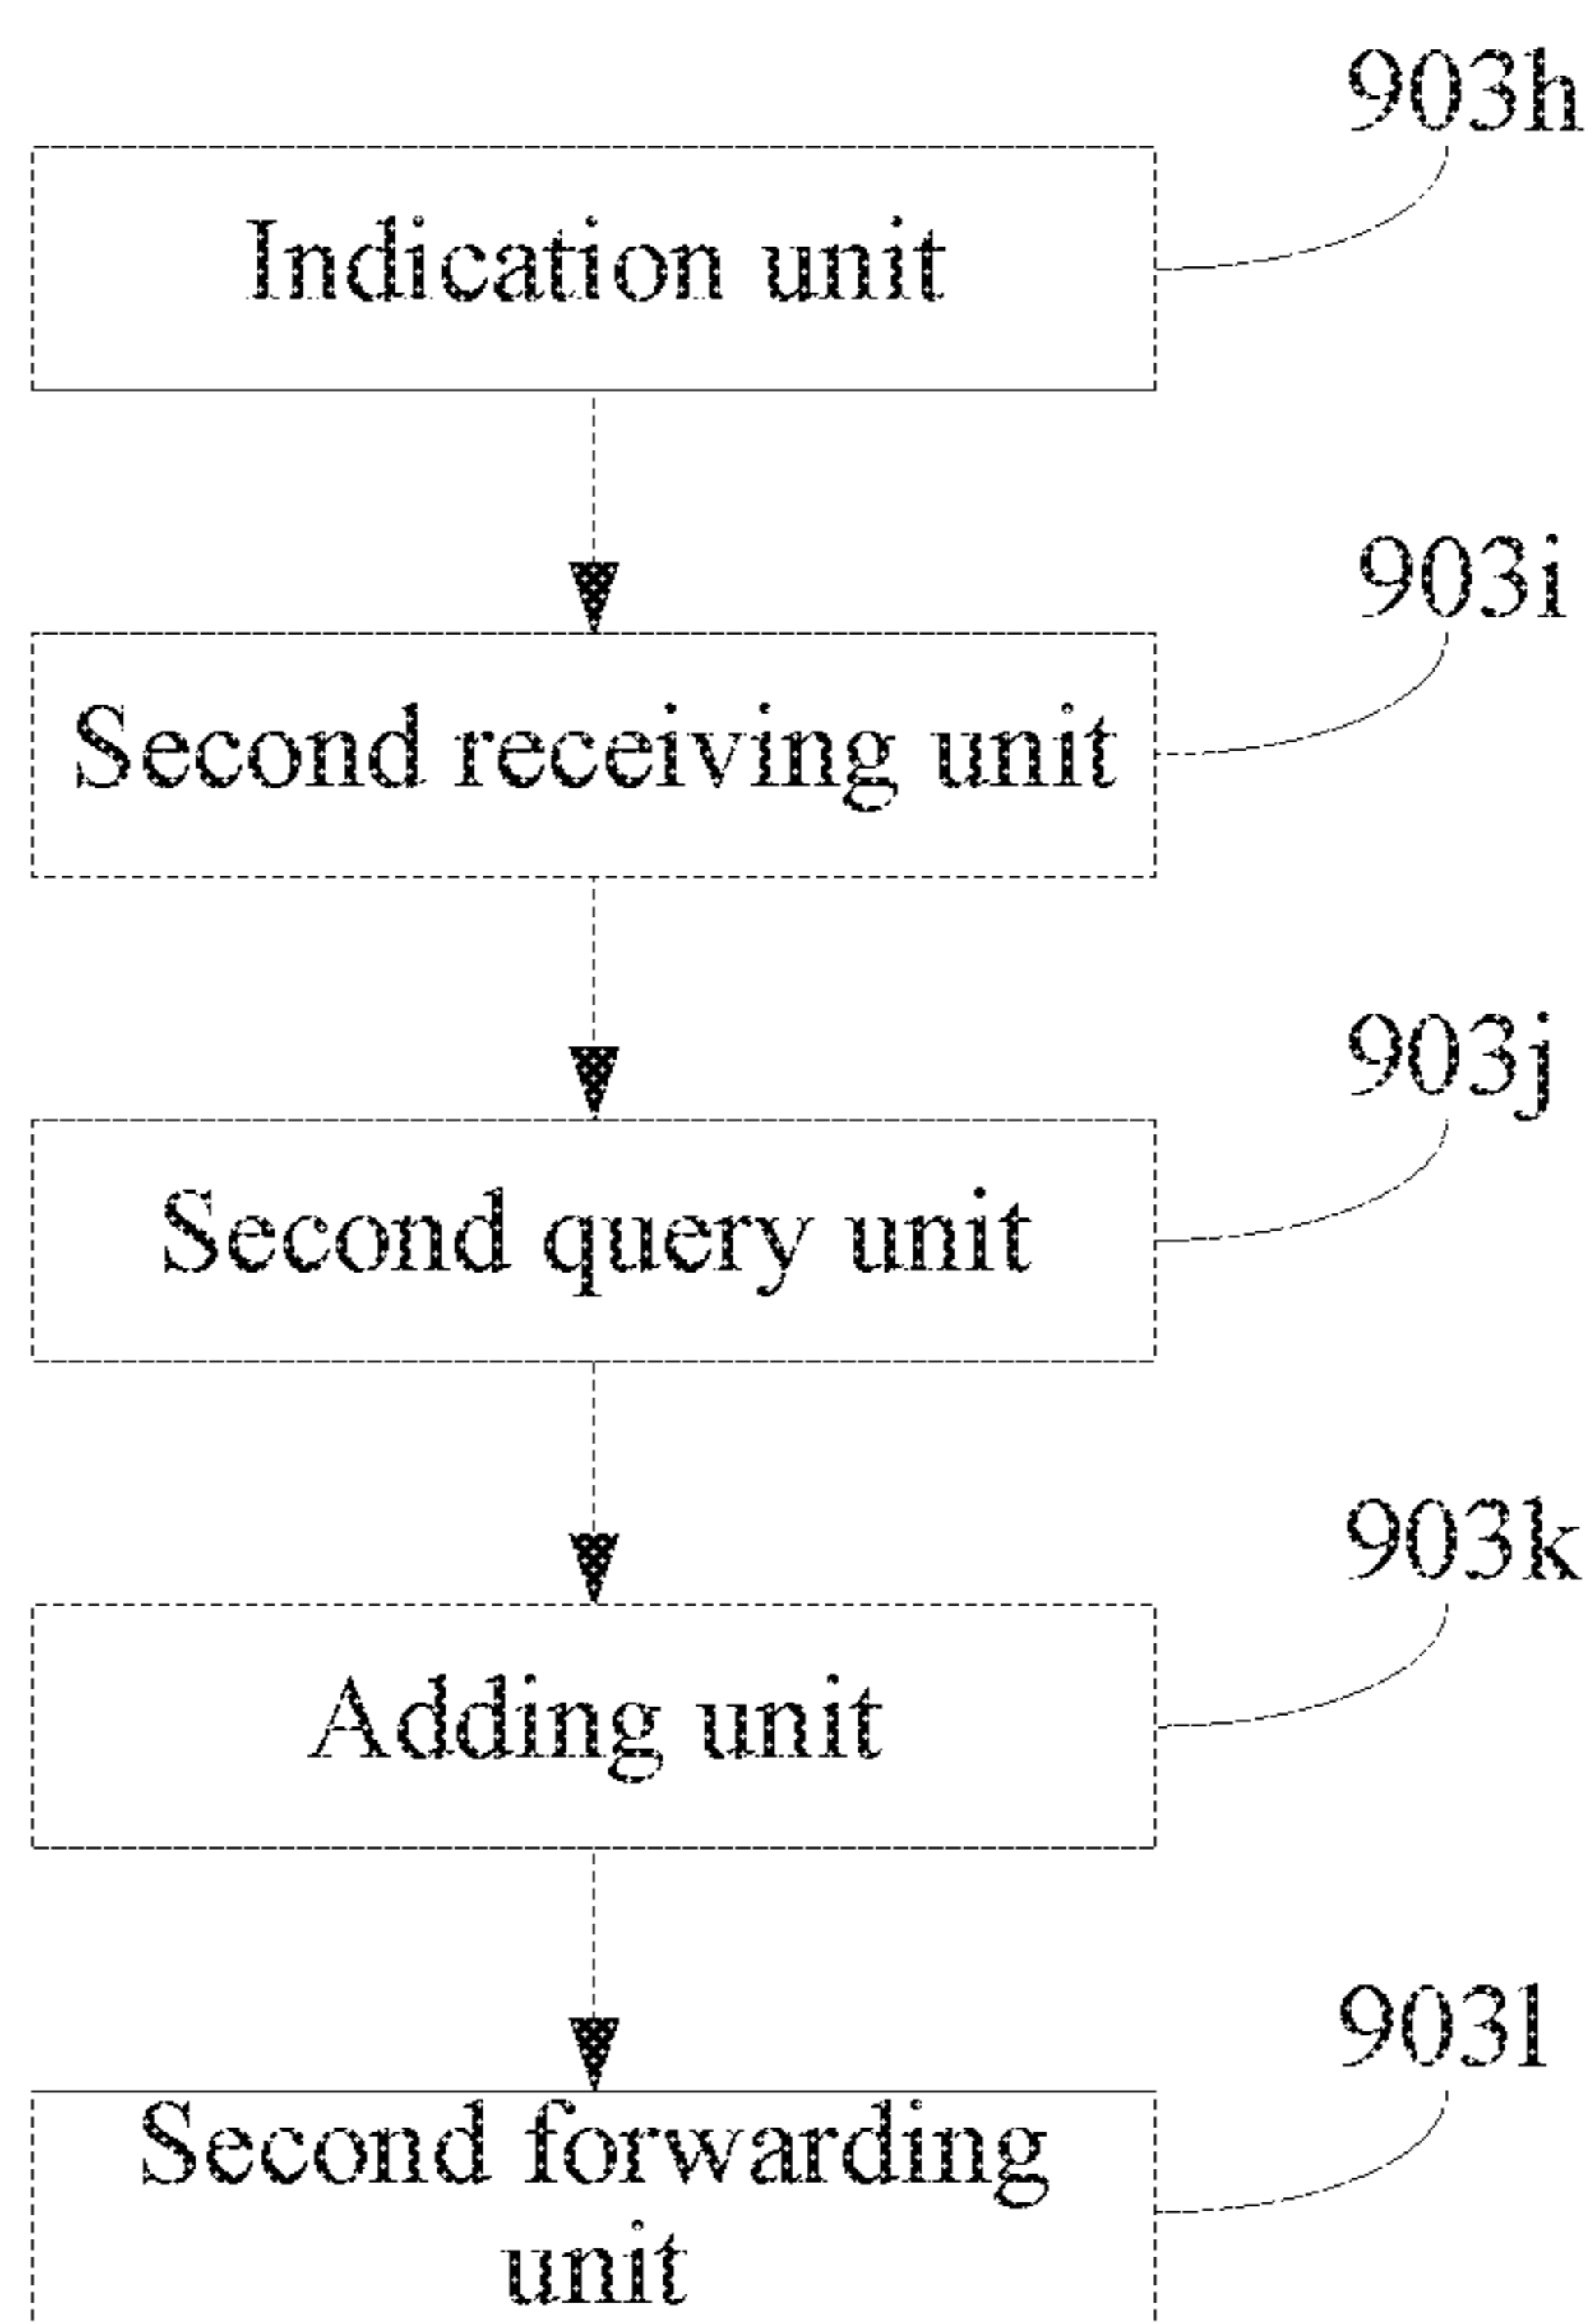 903h
Indication unit
903i
Second receiving unit
903j
Second query unit
903k
Adding unit
903l
Second forwarding
unit